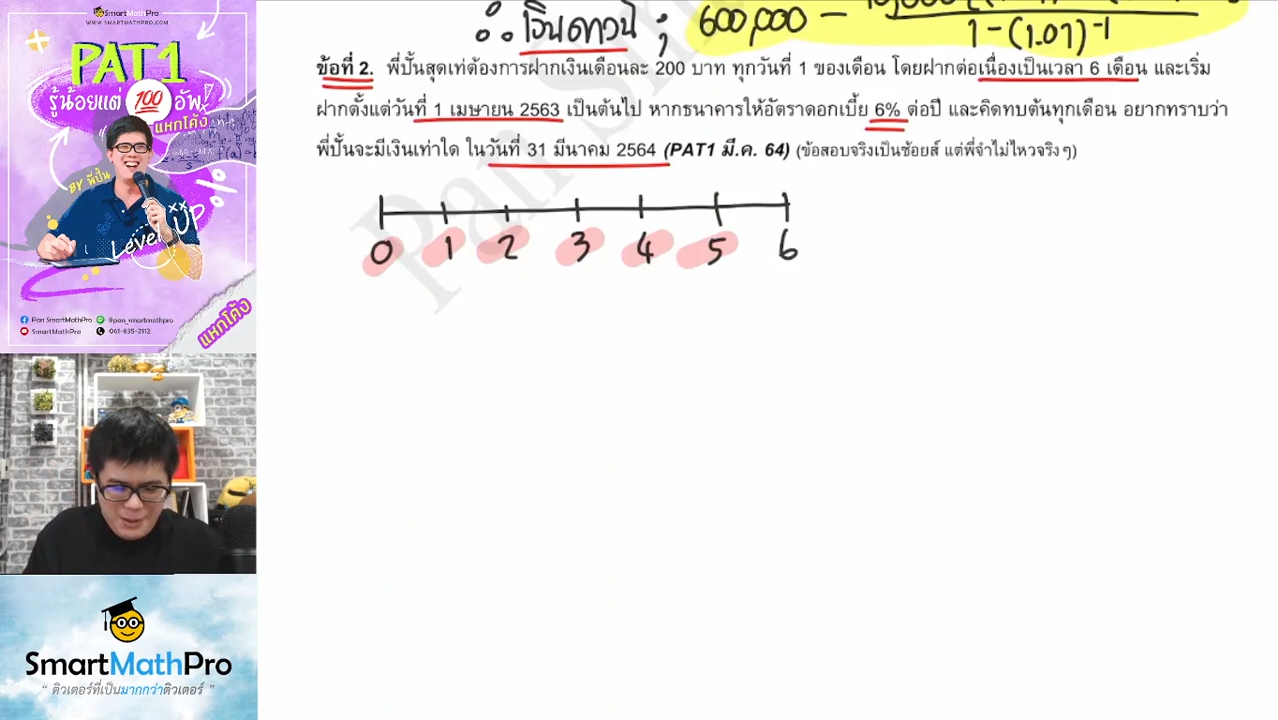 SmartMathPro
WWW.SMARTMATHPRO.COM
PAT1
รู้น้อยแต่ 100 อัพ
แหกโค้ง
BY พี่ปั้น
Level UP
Pan SmartMathPro
@pan_smartmathpro
SmartMathPro
061-835-2112
แหกโค้ง
SmartMathPro
“ ติวเตอร์ที่เป็นมากกว่าติวเตอร์ ”
∴ เงินดาวน์ ; 600,000 −
1 − (1.01)⁻¹
ข้อที่ 2. พี่ปั้นสุดเท่ต้องการฝากเงินเดือนละ 200 บาท ทุกวันที่ 1 ของเดือน โดยฝากต่อเนื่องเป็นเวลา 6 เดือน และเริ่ม
ฝากตั้งแต่วันที่ 1 เมษายน 2563 เป็นต้นไป หากธนาคารให้อัตราดอกเบี้ย 6% ต่อปี และคิดทบต้นทุกเดือน อยากทราบว่า
พี่ปั้นจะมีเงินเท่าใด ในวันที่ 31 มีนาคม 2564 (PAT1 มี.ค. 64) (ข้อสอบจริงเป็นช้อยส์ แต่พี่จำไม่ไหวจริงๆ)
0 1 2 3 4 5 6